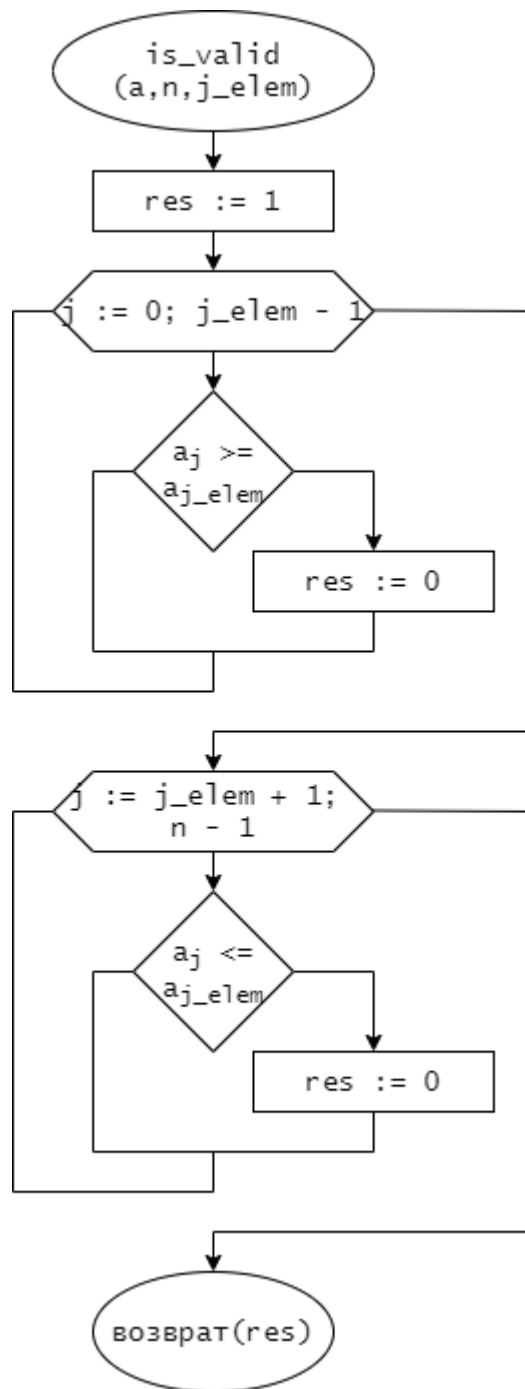 is_valid
(a,n,j_elem)
res := 1
j := 0; j_elem - 1
aj >=
aj_elem
res := 0
j := j_elem + 1;
n - 1
aj <=
aj_elem
res := 0
возврат(res)